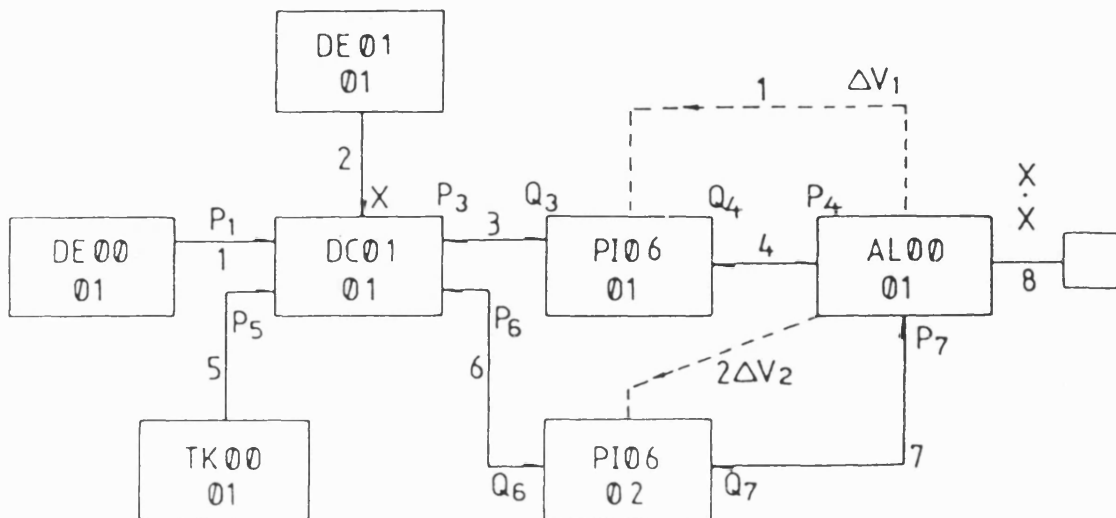 DE01
01
1
ΔV₁
2
X
P₃
Q₃
Q₄
P₄
Ẋ
X
P₁
3
DE00
01
1
DC01
01
PI06
01
4
AL00
01
8
P₅
P₆
P₇
5
6
2ΔV₂
TK00
01
PI06
02
7
Q₆
Q₇